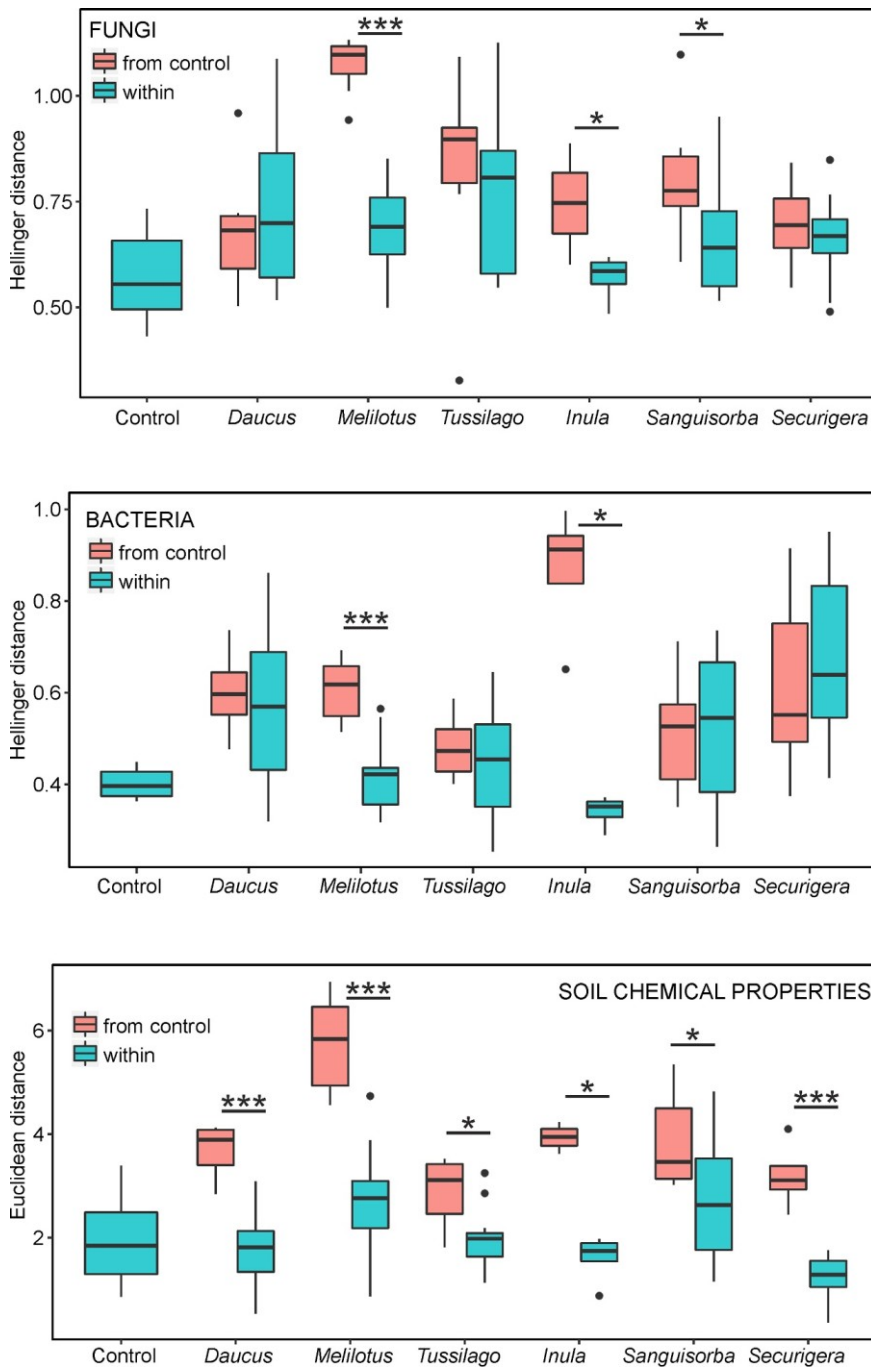 FUNGI
from control
within
***
*
*
1.00
0.75
0.50
Hellinger distance
Control Daucus Melilotus Tussilago Inula Sanguisorba Securigera
BACTERIA
from control
within
***
*
1.0
0.8
0.6
0.4
Hellinger distance
Control Daucus Melilotus Tussilago Inula Sanguisorba Securigera
SOIL CHEMICAL PROPERTIES
from control
within
***
***
*
*
*
***
6
4
2
Euclidean distance
Control Daucus Melilotus Tussilago Inula Sanguisorba Securigera